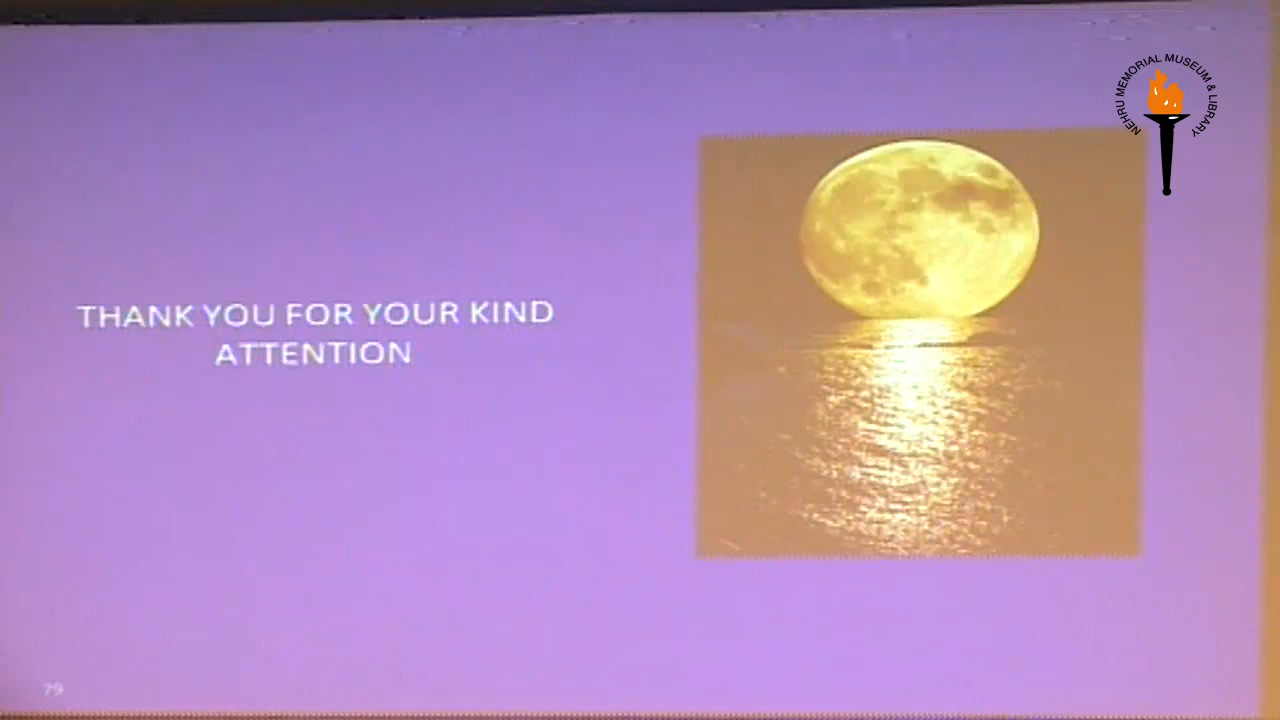 NEHRU MEMORIAL MUSEUM & LIBRARY
THANK YOU FOR YOUR KIND
ATTENTION
79